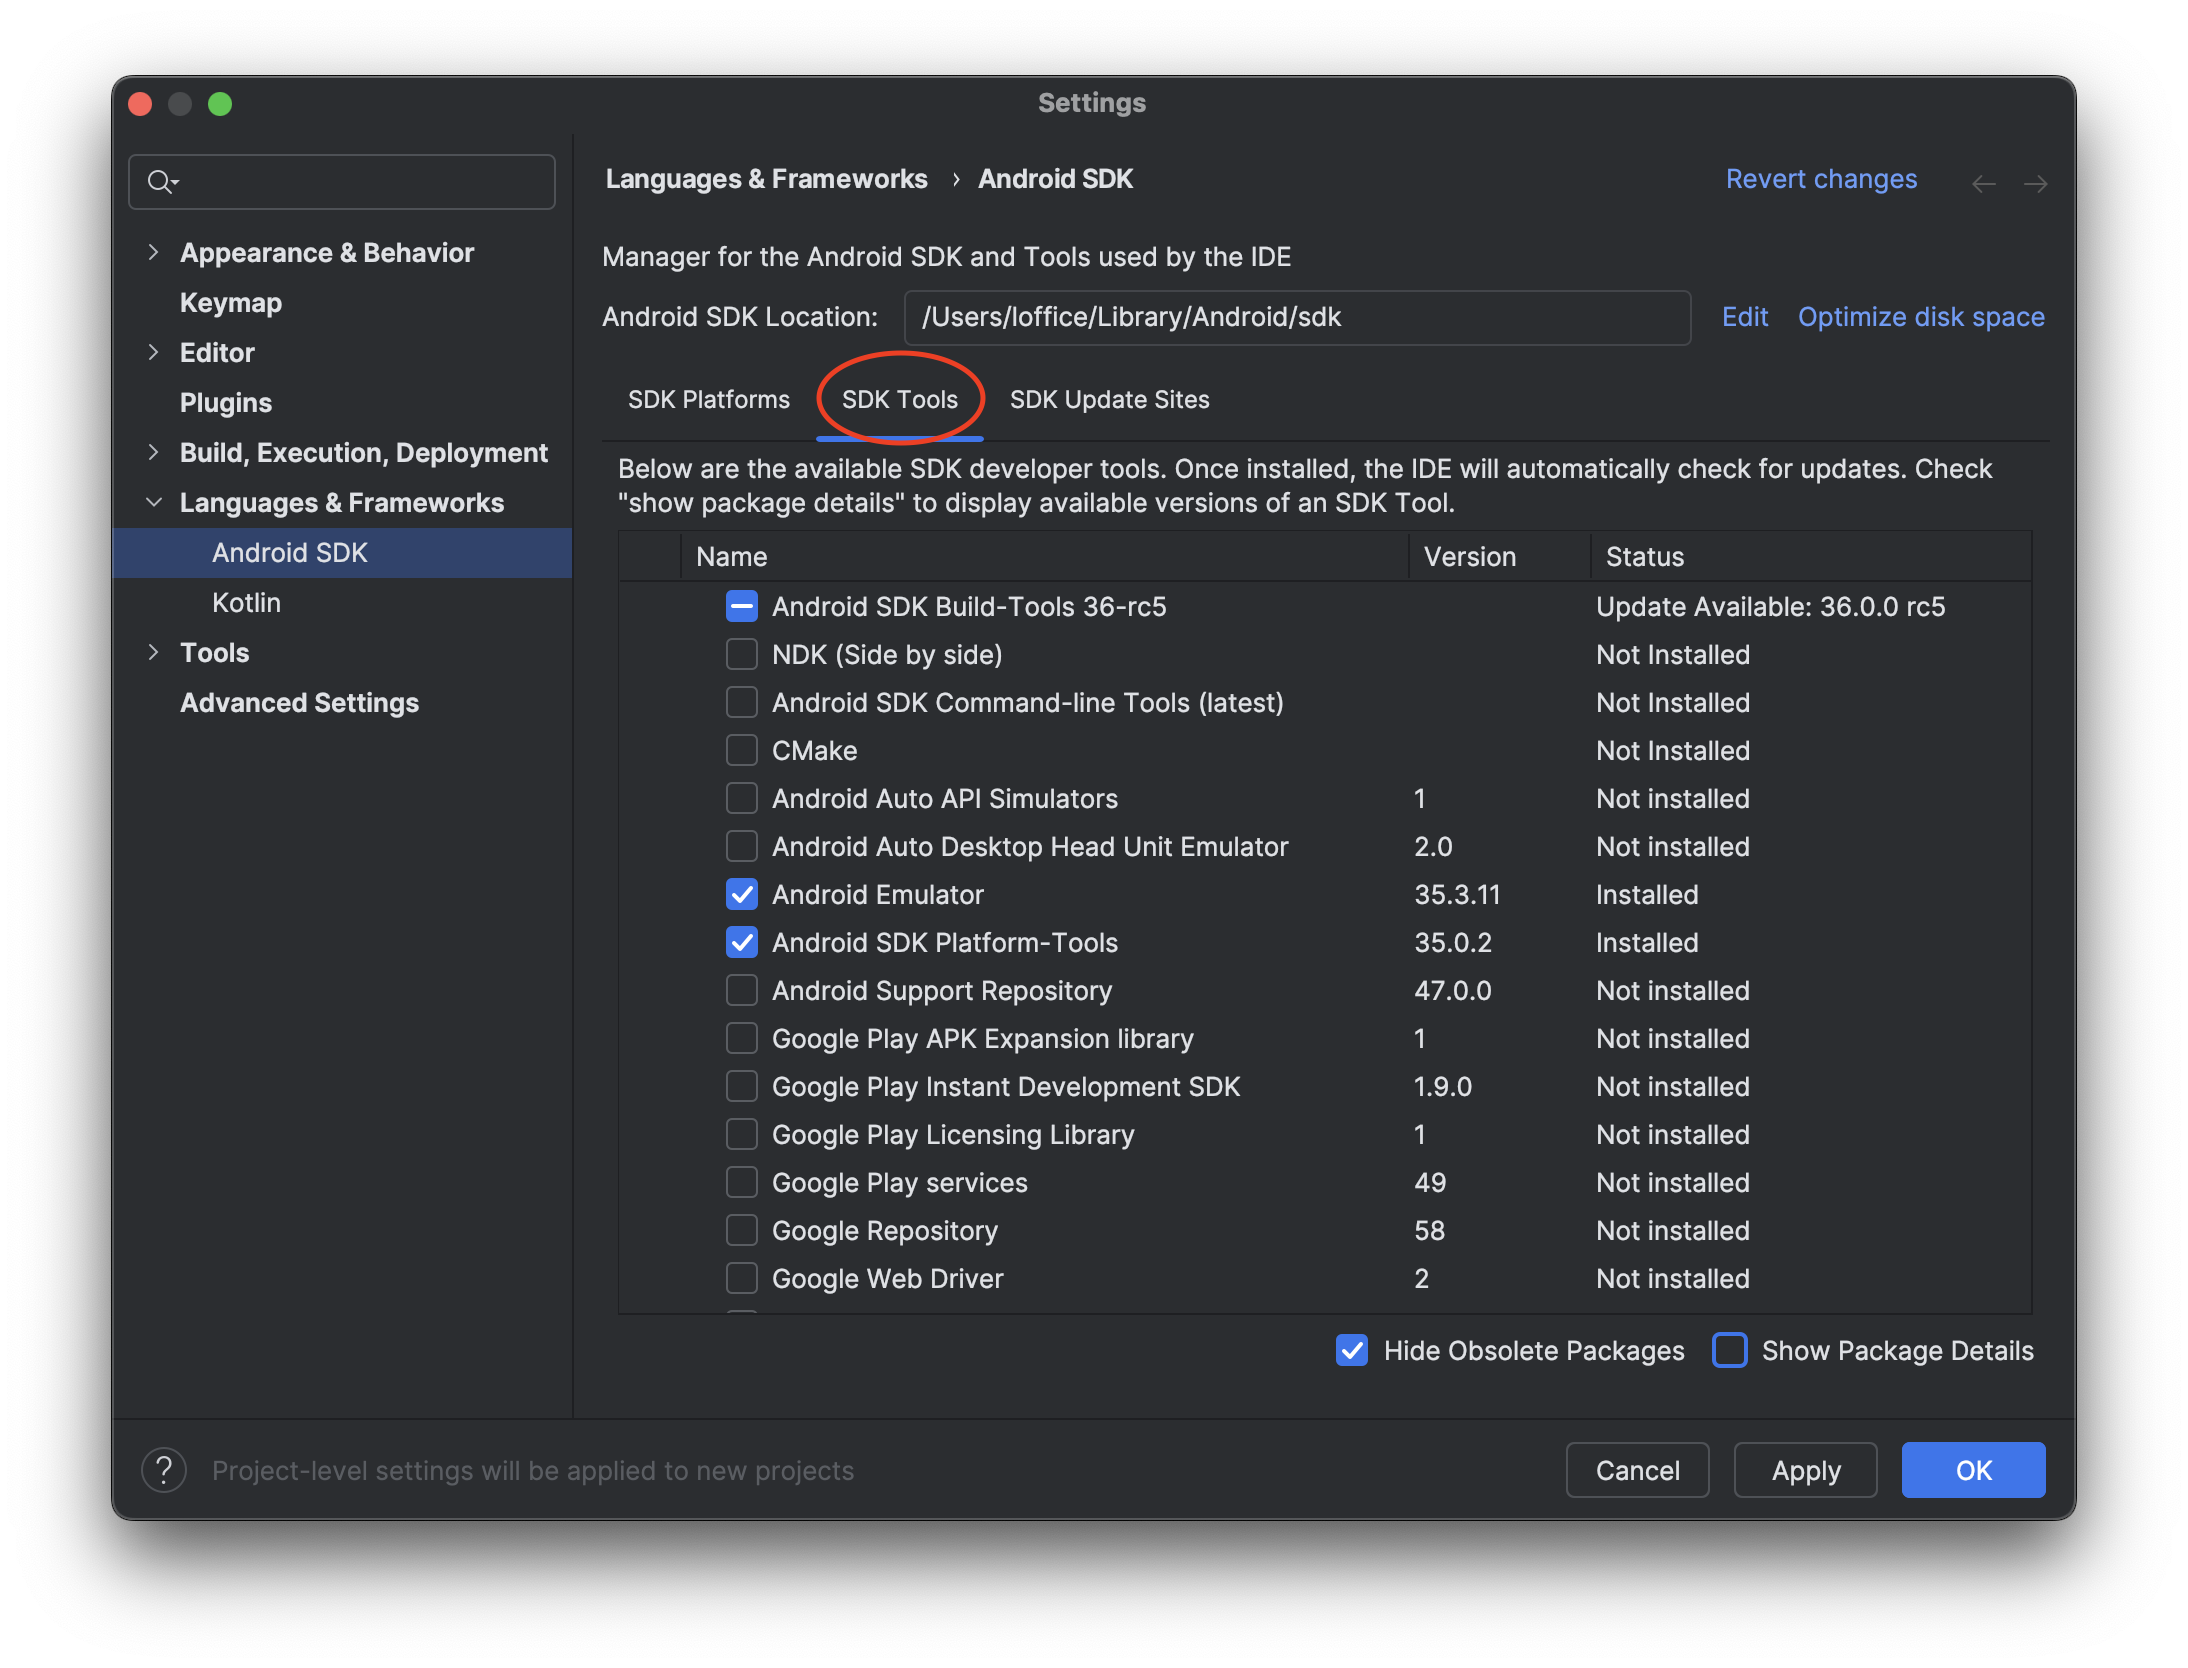 Settings
Appearance & Behavior
Keymap
Editor
Plugins
Build, Execution, Deployment
Languages & Frameworks
Android SDK
Kotlin
Tools
Advanced Settings
Languages & Frameworks › Android SDK
Revert changes
Manager for the Android SDK and Tools used by the IDE
Android SDK Location: /Users/loffice/Library/Android/sdk Edit Optimize disk space
SDK Platforms SDK Tools SDK Update Sites
Below are the available SDK developer tools. Once installed, the IDE will automatically check for updates. Check
"show package details" to display available versions of an SDK Tool.
Name Version Status
Android SDK Build-Tools 36-rc5 Update Available: 36.0.0 rc5
NDK (Side by side) Not Installed
Android SDK Command-line Tools (latest) Not Installed
CMake Not Installed
Android Auto API Simulators 1 Not installed
Android Auto Desktop Head Unit Emulator 2.0 Not installed
Android Emulator 35.3.11 Installed
Android SDK Platform-Tools 35.0.2 Installed
Android Support Repository 47.0.0 Not installed
Google Play APK Expansion library 1 Not installed
Google Play Instant Development SDK 1.9.0 Not installed
Google Play Licensing Library 1 Not installed
Google Play services 49 Not installed
Google Repository 58 Not installed
Google Web Driver 2 Not installed
Hide Obsolete Packages Show Package Details
? Project-level settings will be applied to new projects
Cancel Apply OK